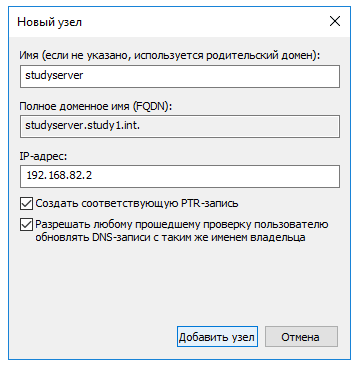 Новый узел
Имя (если не указано, используется родительский домен):
studyserver
Полное доменное имя (FQDN):
studyserver.study1.int.
IP-адрес:
192.168.82.2
Создать соответствующую PTR-запись
Разрешать любому прошедшему проверку пользователю
обновлять DNS-записи с таким же именем владельца
Добавить узел
Отмена